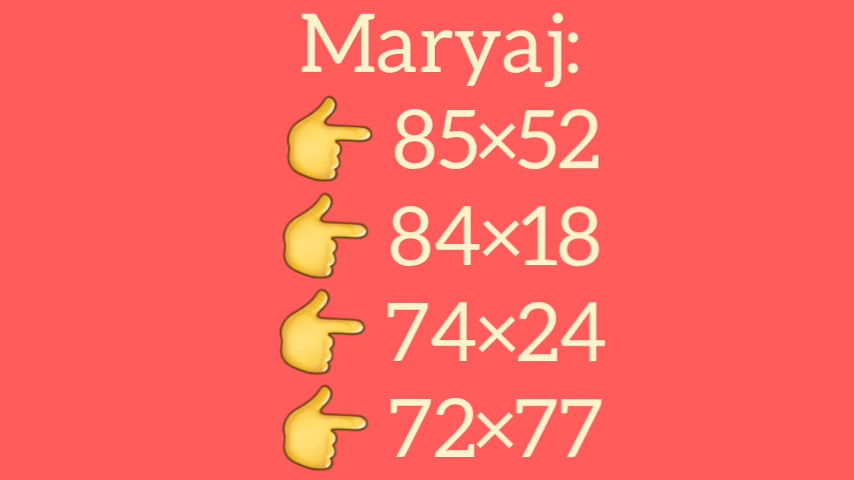 Maryaj:
👉 85×52
👉 84×18
👉 74×24
👉 72×77